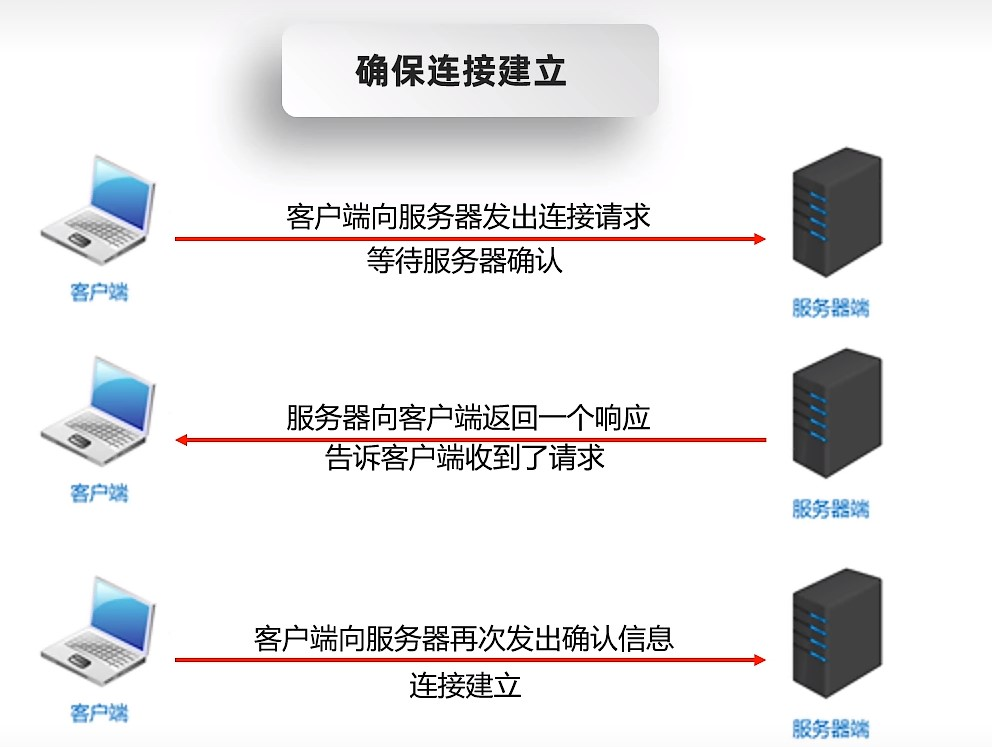 确保连接建立
客户端向服务器发出连接请求
等待服务器确认
客户端
服务器端
服务器向客户端返回一个响应
告诉客户端收到了请求
客户端
服务器端
客户端向服务器再次发出确认信息
连接建立
客户端
服务器端